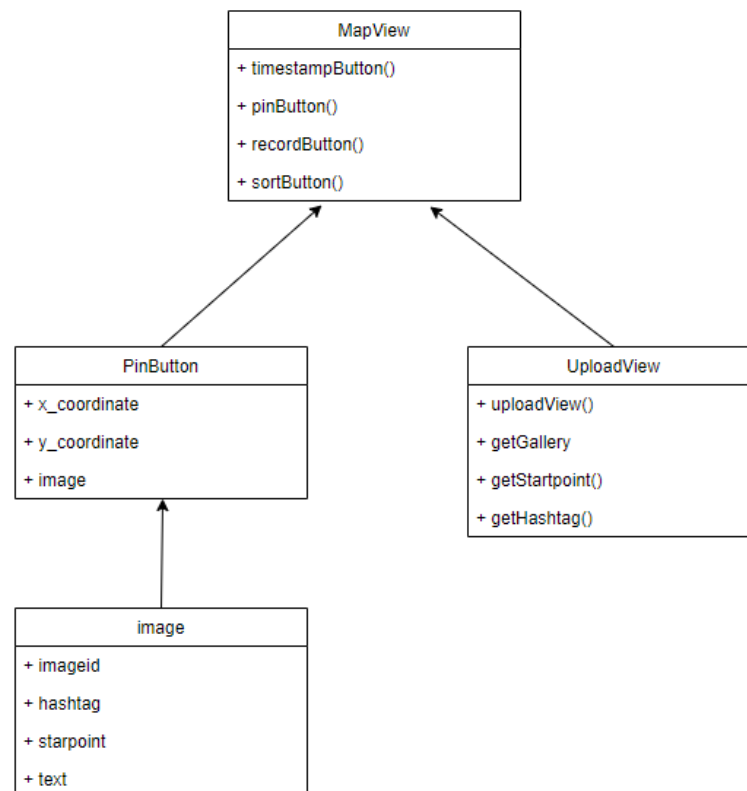 MapView
+ timestampButton()
+ pinButton()
+ recordButton()
+ sortButton()
PinButton
+ x_coordinate
+ y_coordinate
+ image
UploadView
+ uploadView()
+ getGallery
+ getStartpoint()
+ getHashtag()
image
+ imageid
+ hashtag
+ starpoint
+ text